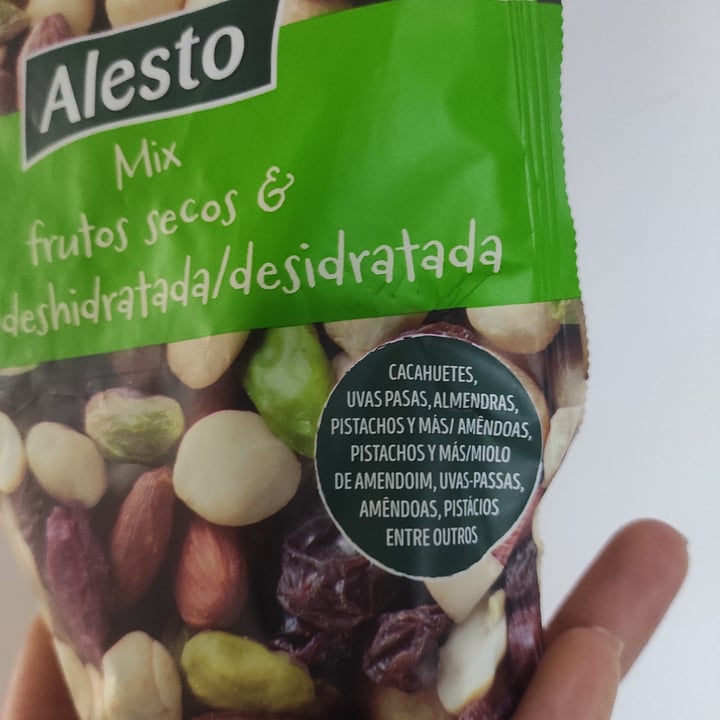 Alesto
Mix
frutos secos &
deshidratada/desidratada
CACAHUETES,
UVAS PASAS, ALMENDRAS,
PISTACHOS Y MÁS/ AMÊNDOAS,
PISTACHOS Y MÁS/MIOLO
DE AMENDOIM, UVAS-PASSAS,
AMÊNDOAS, PISTÁCIOS
ENTRE OUTROS